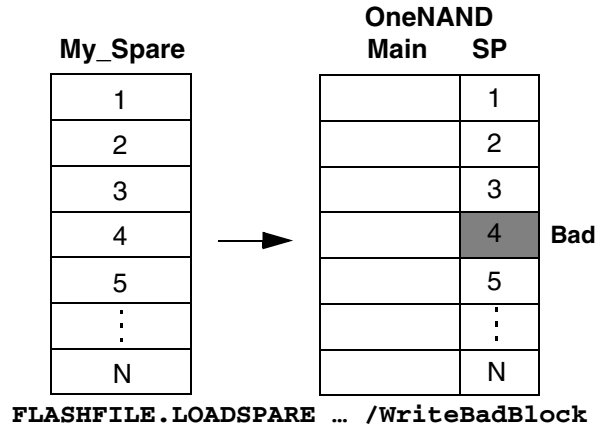 OneNAND
My_Spare Main SP
1 1
2 2
3 3
4 4 Bad
5 5
N N
FLASHFILE.LOADSPARE … /WriteBadBlock